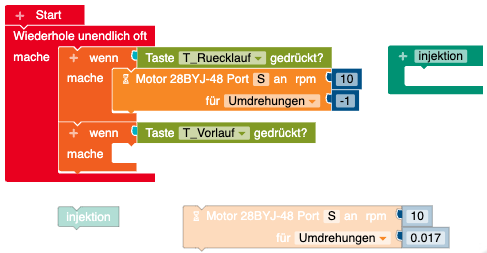 + Start
Wiederhole unendlich oft
mache + wenn Taste T_Ruecklauf gedrückt?
mache Motor 28BYJ-48 Port S an rpm 10
für Umdrehungen -1
+ wenn Taste T_Vorlauf gedrückt?
mache
+ injektion
injektion
Motor 28BYJ-48 Port S an rpm 10
für Umdrehungen 0.017